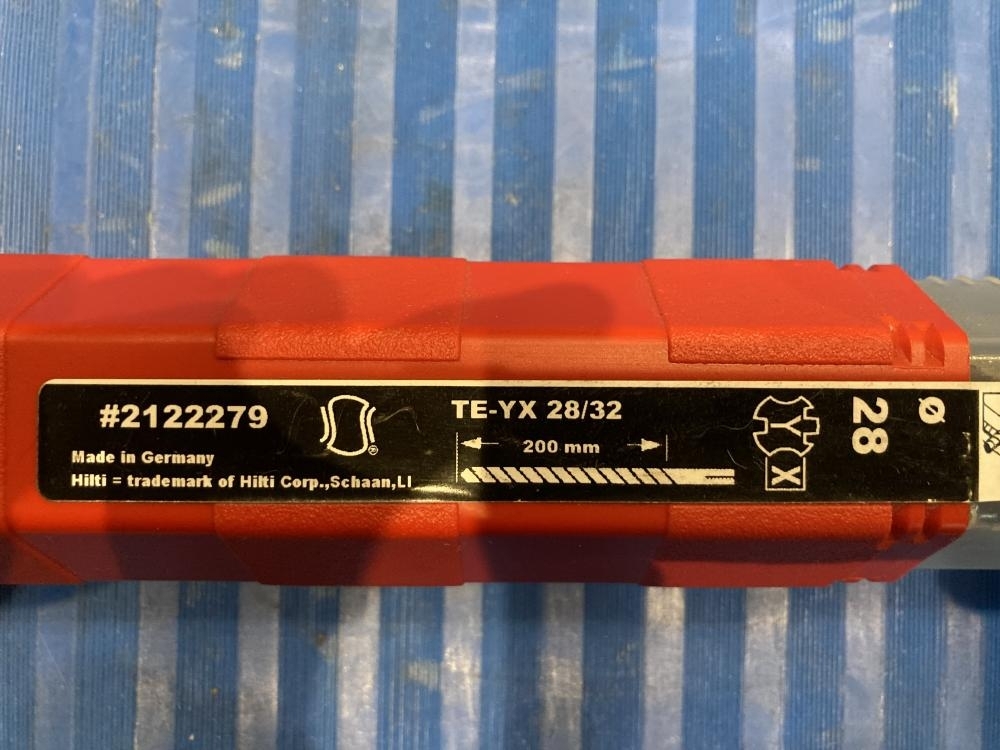 #2122279
Made in Germany
Hilti = trademark of Hilti Corp.,Schaan,LI
®
TE-YX 28/32
200 mm
Y
X
28
Ø